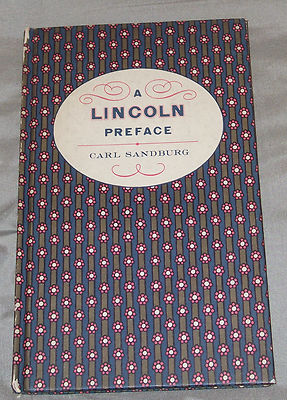 A
LINCOLN
PREFACE
CARL SANDBURG